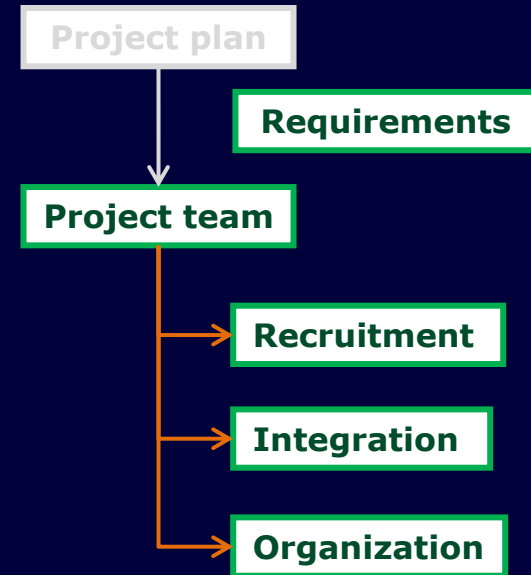 Project plan
Requirements
Project team
Recruitment
Integration
Organization